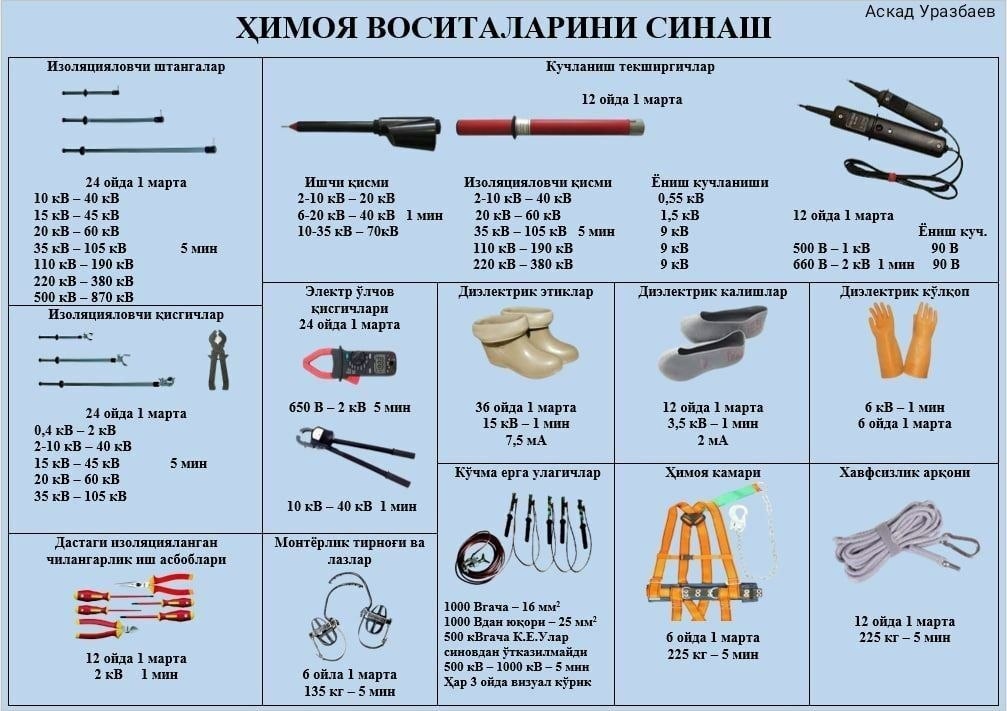 Аскад Уразбаев
ҲИМОЯ ВОСИТАЛАРИНИ СИНАШ
Изоляцияловчи штангалар
24 ойда 1 марта
10 кВ – 40 кВ
15 кВ – 45 кВ
20 кВ – 60 кВ
35 кВ – 105 кВ 5 мин
110 кВ – 190 кВ
220 кВ – 380 кВ
500 кВ – 870 кВ
Кучланиш текширгичлар
12 ойда 1 марта
Ишчи қисми
2-10 кВ – 20 кВ
6-20 кВ – 40 кВ 1 мин
10-35 кВ – 70кВ
Изоляцияловчи қисми
2-10 кВ – 40 кВ
20 кВ – 60 кВ
35 кВ – 105 кВ 5 мин
110 кВ – 190 кВ
220 кВ – 380 кВ
Ёниш кучланиши
0,55 кВ
1,5 кВ
9 кВ
9 кВ
9 кВ
12 ойда 1 марта
Ёниш куч.
500 В – 1 кВ 90 В
660 В – 2 кВ 1 мин 90 В
Изоляцияловчи қисгичлар
24 ойда 1 марта
0,4 кВ – 2 кВ
2-10 кВ – 40 кВ
15 кВ – 45 кВ 5 мин
20 кВ – 60 кВ
35 кВ – 105 кВ
Электр ўлчов
қисгичлари
24 ойда 1 марта
650 В – 2 кВ 5 мин
10 кВ – 40 кВ 1 мин
Диэлектрик этиклар
36 ойда 1 марта
15 кВ – 1 мин
7,5 мА
Диэлектрик калишлар
12 ойда 1 марта
3,5 кВ – 1 мин
2 мА
Диэлектрик қўлқоп
6 кВ – 1 мин
6 ойда 1 марта
Дастаги изоляцияланган
чилангарлик иш асбоблари
12 ойда 1 марта
2 кВ 1 мин
Монтёрлик тирноғи ва
лазлар
6 ойла 1 марта
135 кг – 5 мин
Кўчма ерга улагичлар
1000 Вгача – 16 мм²
1000 Вдан юқори – 25 мм²
500 кВгача К.Е.Улар
синовдан ўтказилмайди
500 кВ – 1000 кВ – 5 мин
Ҳар 3 ойда визуал кўрик
Ҳимоя камари
6 ойда 1 марта
225 кг – 5 мин
Хавфсизлик арқони
12 ойда 1 марта
225 кг – 5 мин